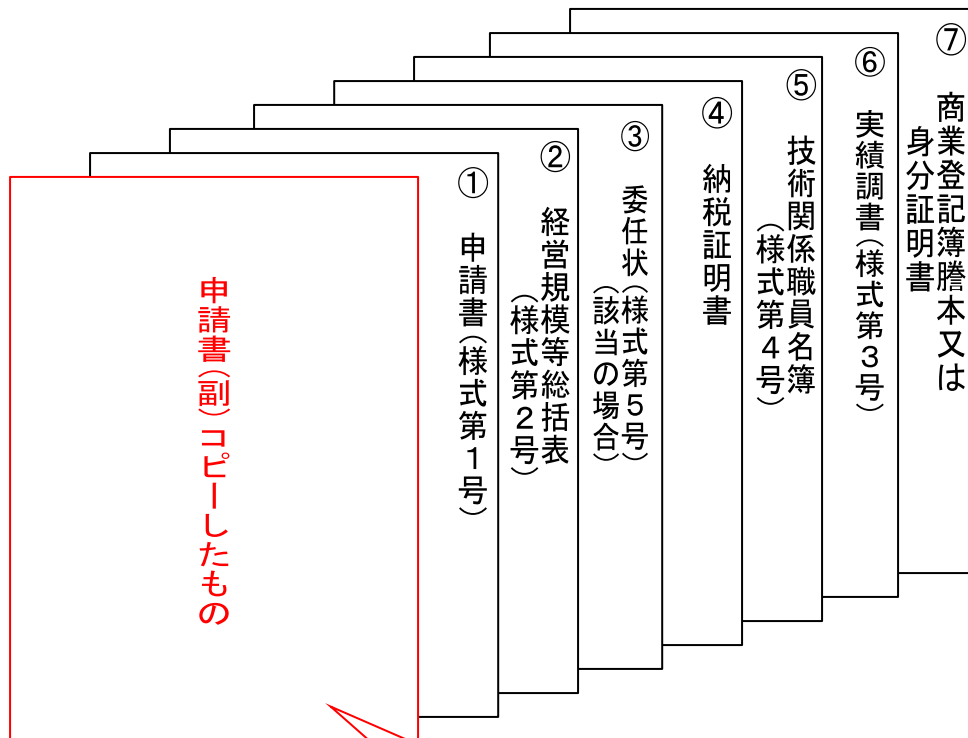 申請書(副)コピーしたもの
① 申請書(様式第1号)
② 経営規模等総括表
(様式第2号)
③ 委任状(様式第5号)
(該当の場合)
④ 納税証明書
⑤ 技術関係職員名簿
(様式第4号)
⑥ 実績調書(様式第3号)
⑦ 商業登記簿謄本又は
身分証明書